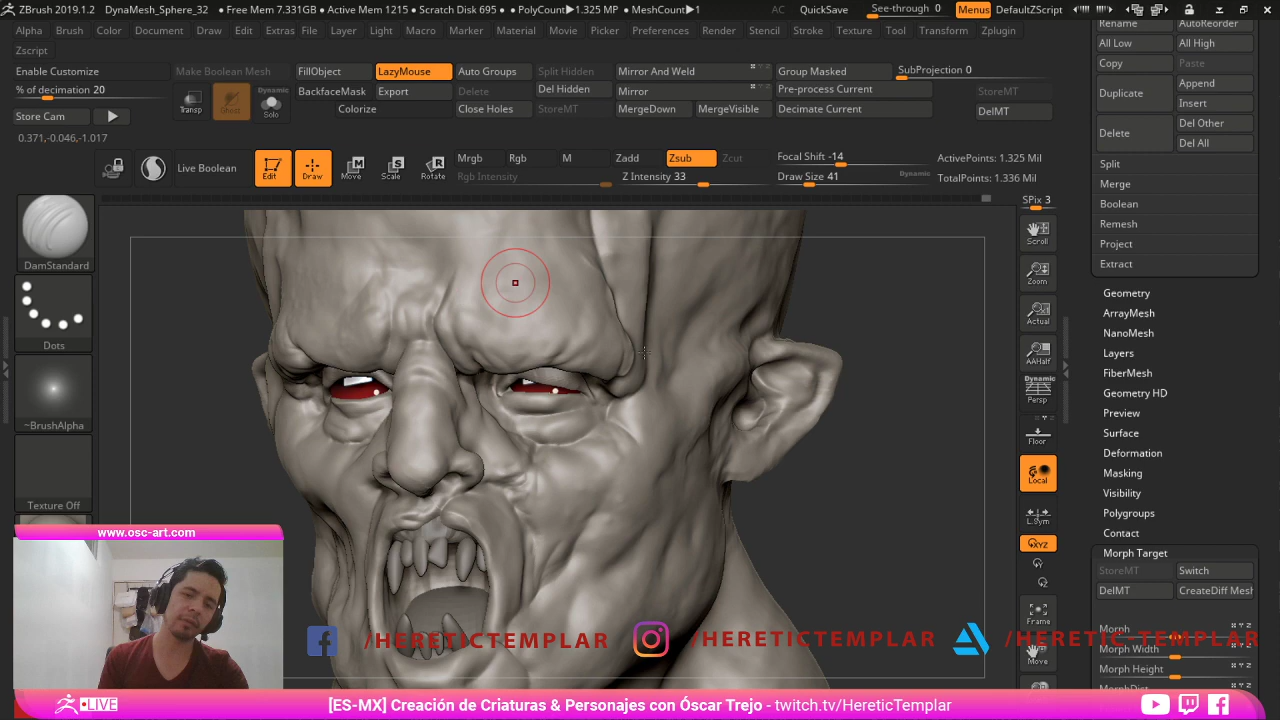 ZBrush 2019.1.2 DynaMesh_Sphere_32 • Free Mem 7.331GB • Active Mem 1215 • Scratch Disk 695 • PolyCount▶1.325 MP • MeshCount▶1 AC QuickSave See-through 0 Menus DefaultZScript
Alpha Brush Color Document Draw Edit Extras File Layer Light Macro Marker Material Movie Picker Preferences Render Stencil Stroke Texture Tool Transform Zplugin
Zscript
Enable Customize
% of decimation 20
Store Cam
0.371,-0.046,-1.017
Transp
Ghost
Dynamic
Solo
Make Boolean Mesh
FillObject
LazyMouse
Auto Groups
Split Hidden
Mirror And Weld
Group Masked
SubProjection 0
BackfaceMask
Export
Delete
Del Hidden
Mirror
Pre-process Current
StoreMT
Colorize
Close Holes
StoreMT
MergeDown
MergeVisible
Decimate Current
DelMT
Live Boolean
Edit
Draw
Move
Scale
Rotate
Mrgb Rgb M
Rgb Intensity
Zadd Zsub Zcut
Z Intensity 33
Focal Shift -14
Draw Size 41
Dynamic
ActivePoints: 1.325 Mil
TotalPoints: 1.336 Mil
DamStandard
Dots
~BrushAlpha
Texture Off
SPix 3
Scroll
Zoom
Actual
AAHalf
Dynamic
Persp
Floor
Local
L.Sym
XYZ
Frame
Move
Rename AutoReorder
All Low All High
Copy Paste
Duplicate
Append
Insert
Delete
Del Other
Del All
Split
Merge
Boolean
Remesh
Project
Extract
Geometry
ArrayMesh
NanoMesh
Layers
FiberMesh
Geometry HD
Preview
Surface
Deformation
Masking
Visibility
Polygroups
Contact
Morph Target
StoreMT Switch
DelMT CreateDiff Mesh
Morph
Morph Width
Morph Height
MorphDist
www.osc-art.com
/HERETICTEMPLAR /HERETICTEMPLAR /HERETIC_TEMPLAR
LIVE
[ES-MX] Creación de Criaturas & Personajes con Óscar Trejo - twitch.tv/HereticTemplar